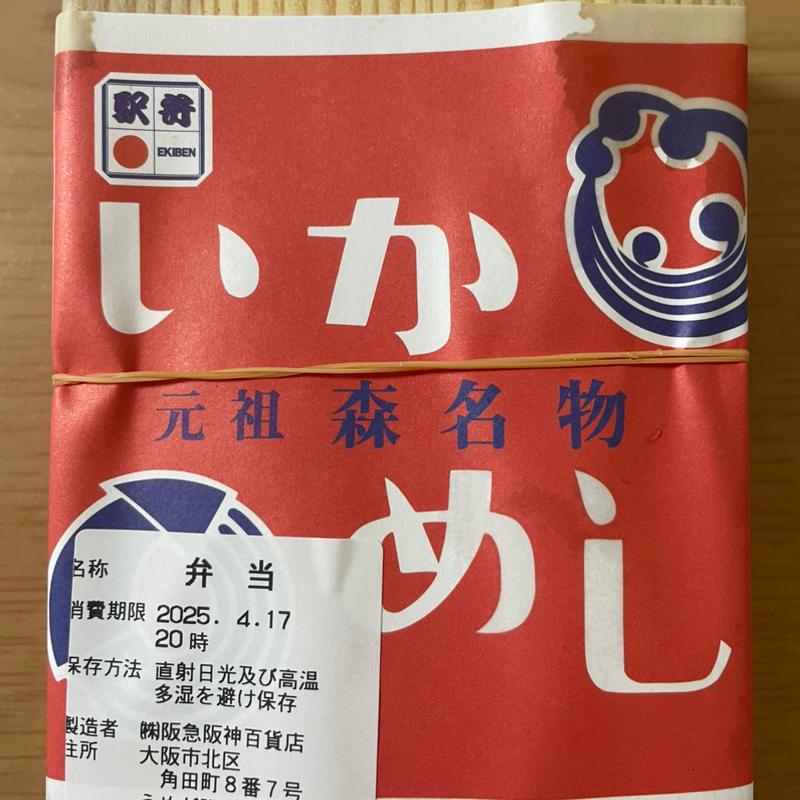 駅弁
EKIBEN
いか
元祖 森名物
めし
名称 弁当
消費期限 2025. 4.17
20時
保存方法 直射日光及び高温
多湿を避け保存
製造者 ㈱阪急阪神百貨店
住所 大阪市北区
角田町8番7号